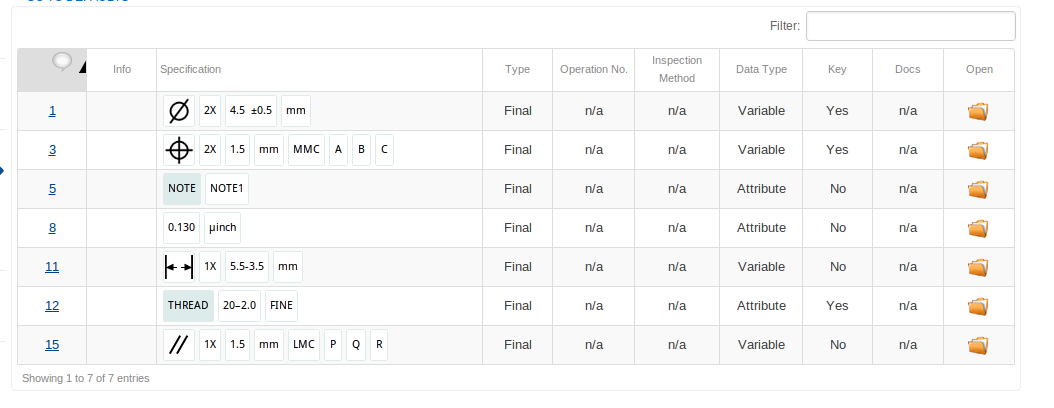 Filter:
Info Specification Type Operation No. Inspection Method Data Type Key Docs Open
1 2X 4.5 ±0.5 mm Final n/a n/a Variable Yes n/a
3 2X 1.5 mm MMC A B C Final n/a n/a Variable Yes n/a
5 NOTE NOTE1 Final n/a n/a Attribute No n/a
8 0.130 µinch Final n/a n/a Attribute No n/a
11 1X 5.5-3.5 mm Final n/a n/a Variable No n/a
12 THREAD 20–2.0 FINE Final n/a n/a Attribute Yes n/a
15 1X 1.5 mm LMC P Q R Final n/a n/a Variable No n/a
Showing 1 to 7 of 7 entries